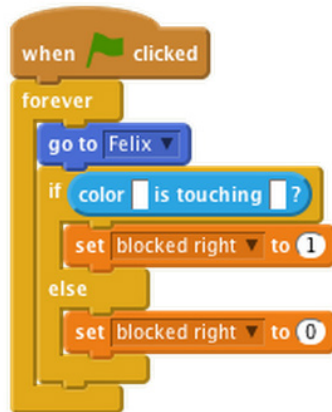 when clicked
forever
go to Felix
if color is touching ?
set blocked right to 1
else
set blocked right to 0